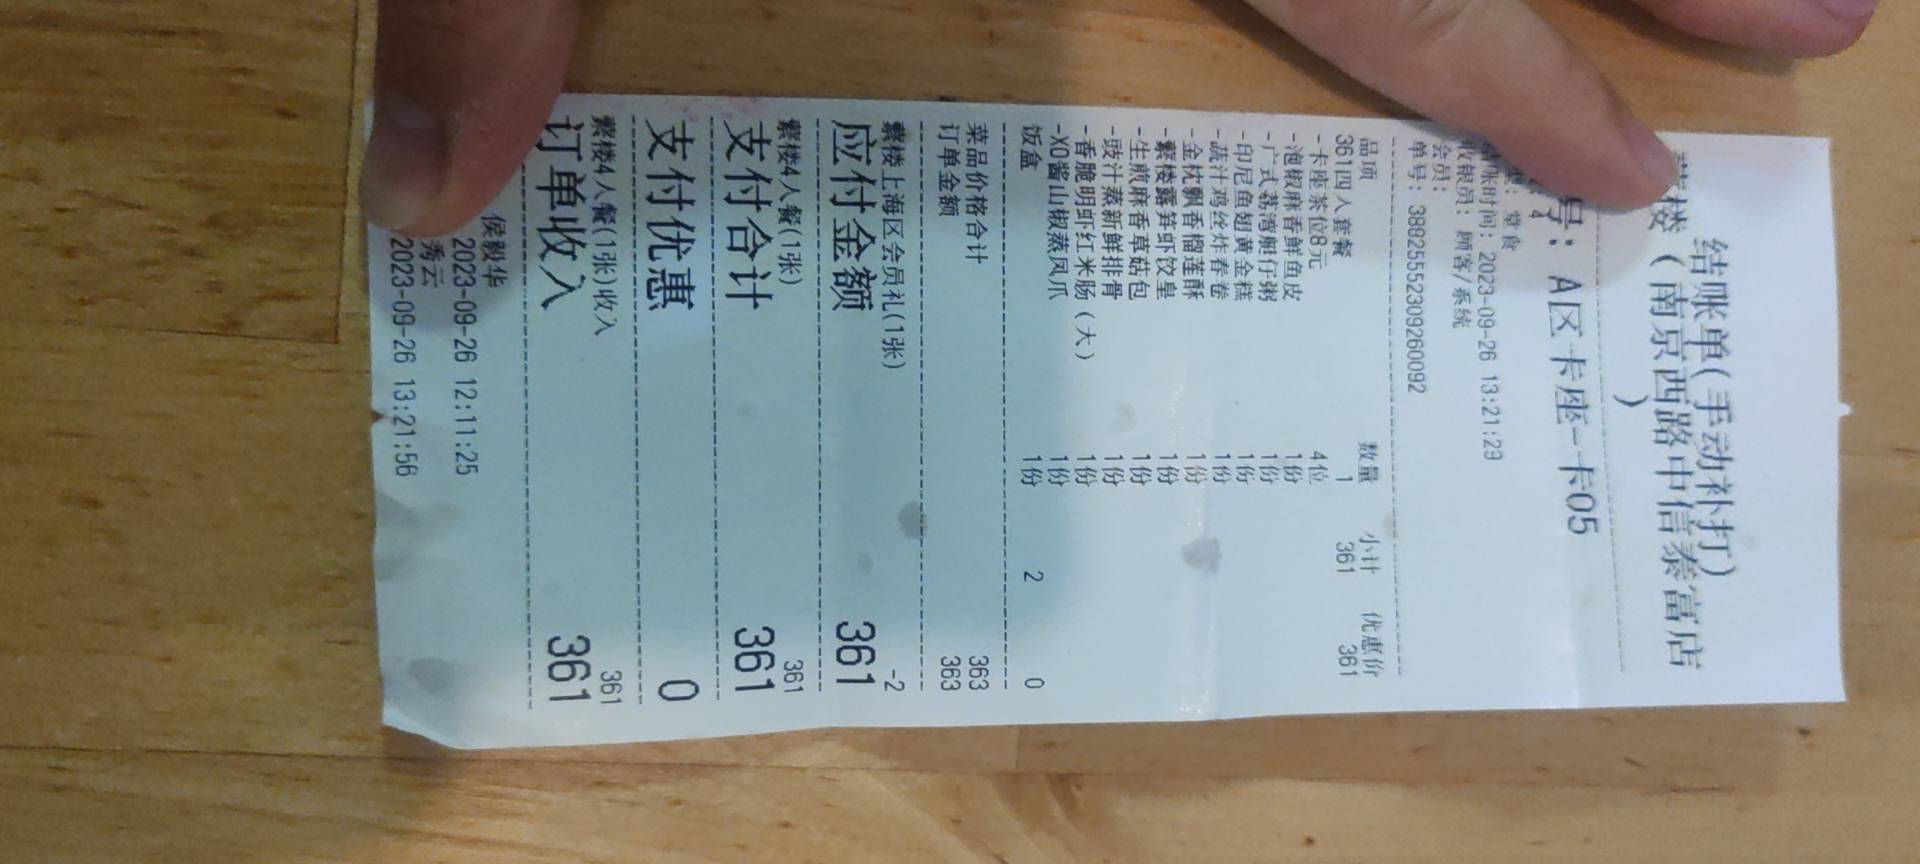 结账单(手动补打)
楼(南京西路中信泰富店
)
号: A区卡座-卡05
4
堂食
时间: 2023-09-26 13:21:29
收银员: 顾客/系统
会员:
单号: 3882555230926​0092
品项 数量 小计 优惠价
361四人套餐 1 361 361
-卡座茶位8元 4位
-泡椒麻香鲜鱼皮 1份
-广式荔湾艇仔粥 1份
-印尼鱼翅黄金糕 1份
-蔬汁鸡丝炸春卷 1份
-金枕飘香榴莲酥 1份
-蘩楼露笋虾饺皇 1份
-生煎麻香草菇包 1份
-豉汁蒸新鲜排骨 1份
-香脆明虾红米肠(大) 1份
-XO酱山椒蒸凤爪 1份
饭盒 1份 2 0
菜品价格合计 363
订单金额 363
蘩楼上海区会员礼(1张) -2
应付金额 361
蘩楼4人餐(1张) 361
支付合计 361
支付优惠 0
蘩楼4人餐(1张)收入 361
订单收入 361
侯毅华
2023-09-26 12:11:25
秀云
2023-09-26 13:21:56